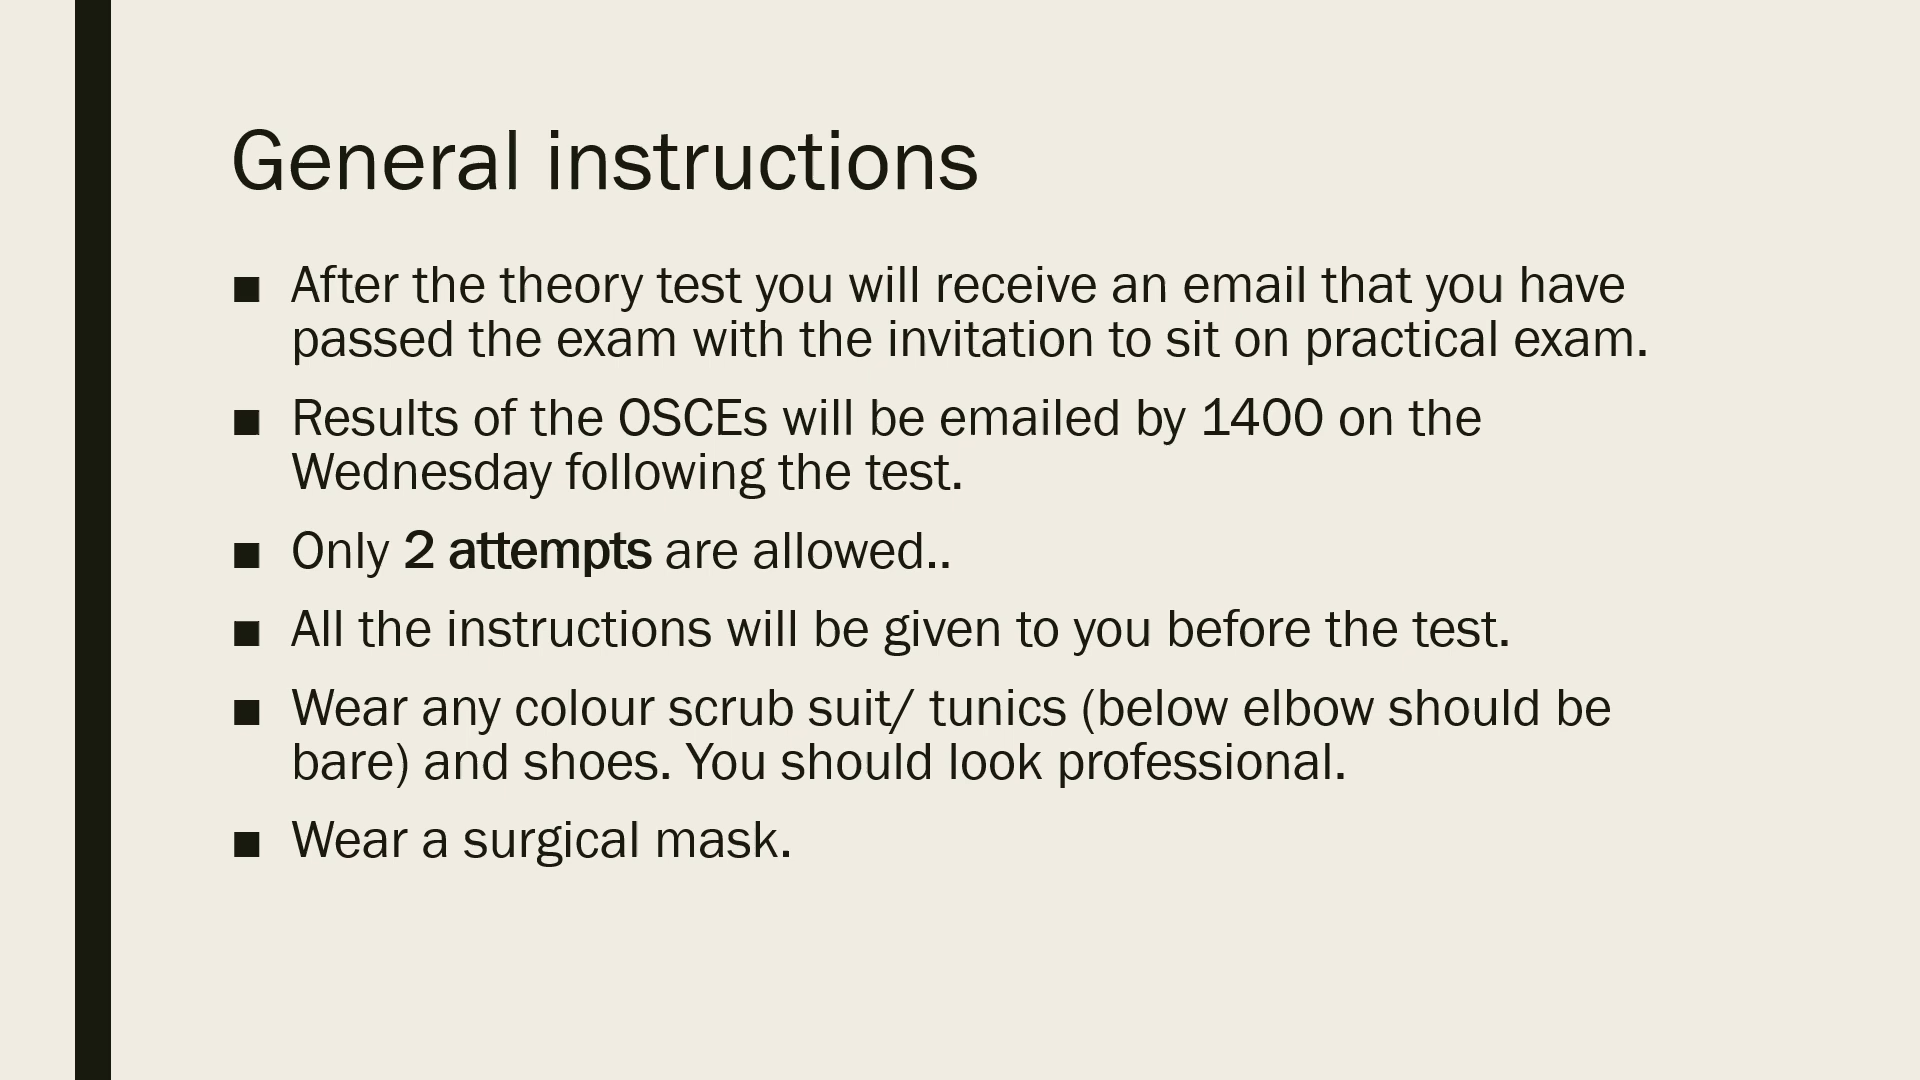 General instructions
■ After the theory test you will receive an email that you have
passed the exam with the invitation to sit on practical exam.
■ Results of the OSCEs will be emailed by 1400 on the
Wednesday following the test.
■ Only 2 attempts are allowed..
■ All the instructions will be given to you before the test.
■ Wear any colour scrub suit/ tunics (below elbow should be
bare) and shoes. You should look professional.
■ Wear a surgical mask.